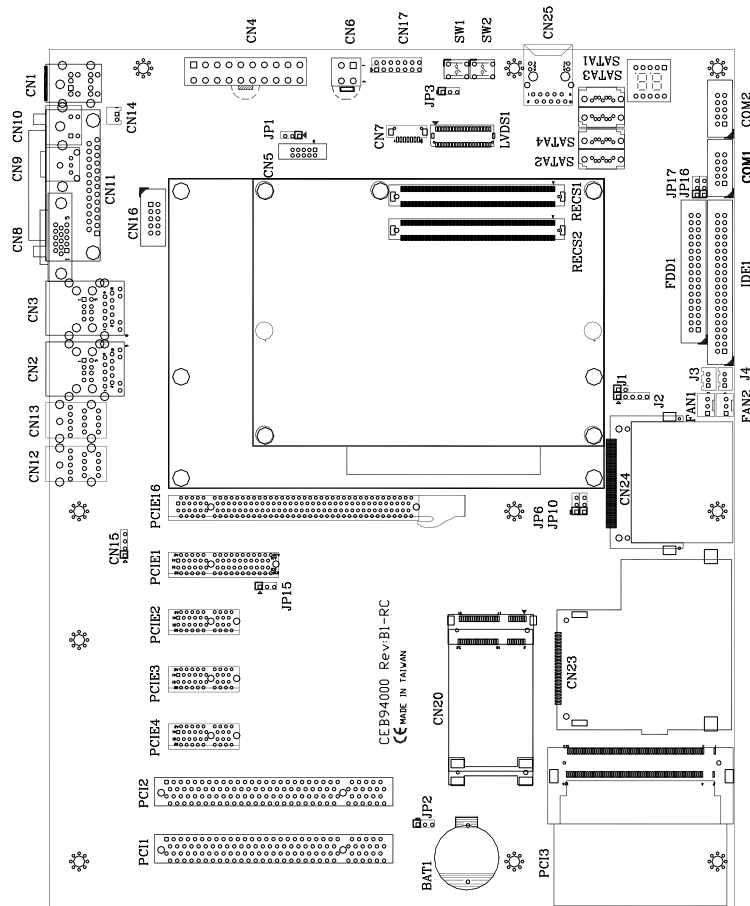 CN4
CN6
CN17
SW1
SW2
CN25
SATA1
SATA3
CN1
CN10
CN14
CN9
CN11
JP1
CN5
JP3
CN7
LVDS1
SATA4
SATA2
COM2
COM1
JP17
JP16
CN8
CN16
RECS1
RECS2
FDD1
IDE1
CN3
CN2
J3
J4
J1
J2
FAN1
FAN2
CN13
CN12
CN24
PCIE16
JP6
JP10
CN15
PCIE1
JP15
PCIE2
PCIE3
PCIE4
CEB94000 Rev:B1-RC
CE MADE IN TAIWAN
CN20
CN23
PCI2
PCI1
JP2
BAT1
PCI3